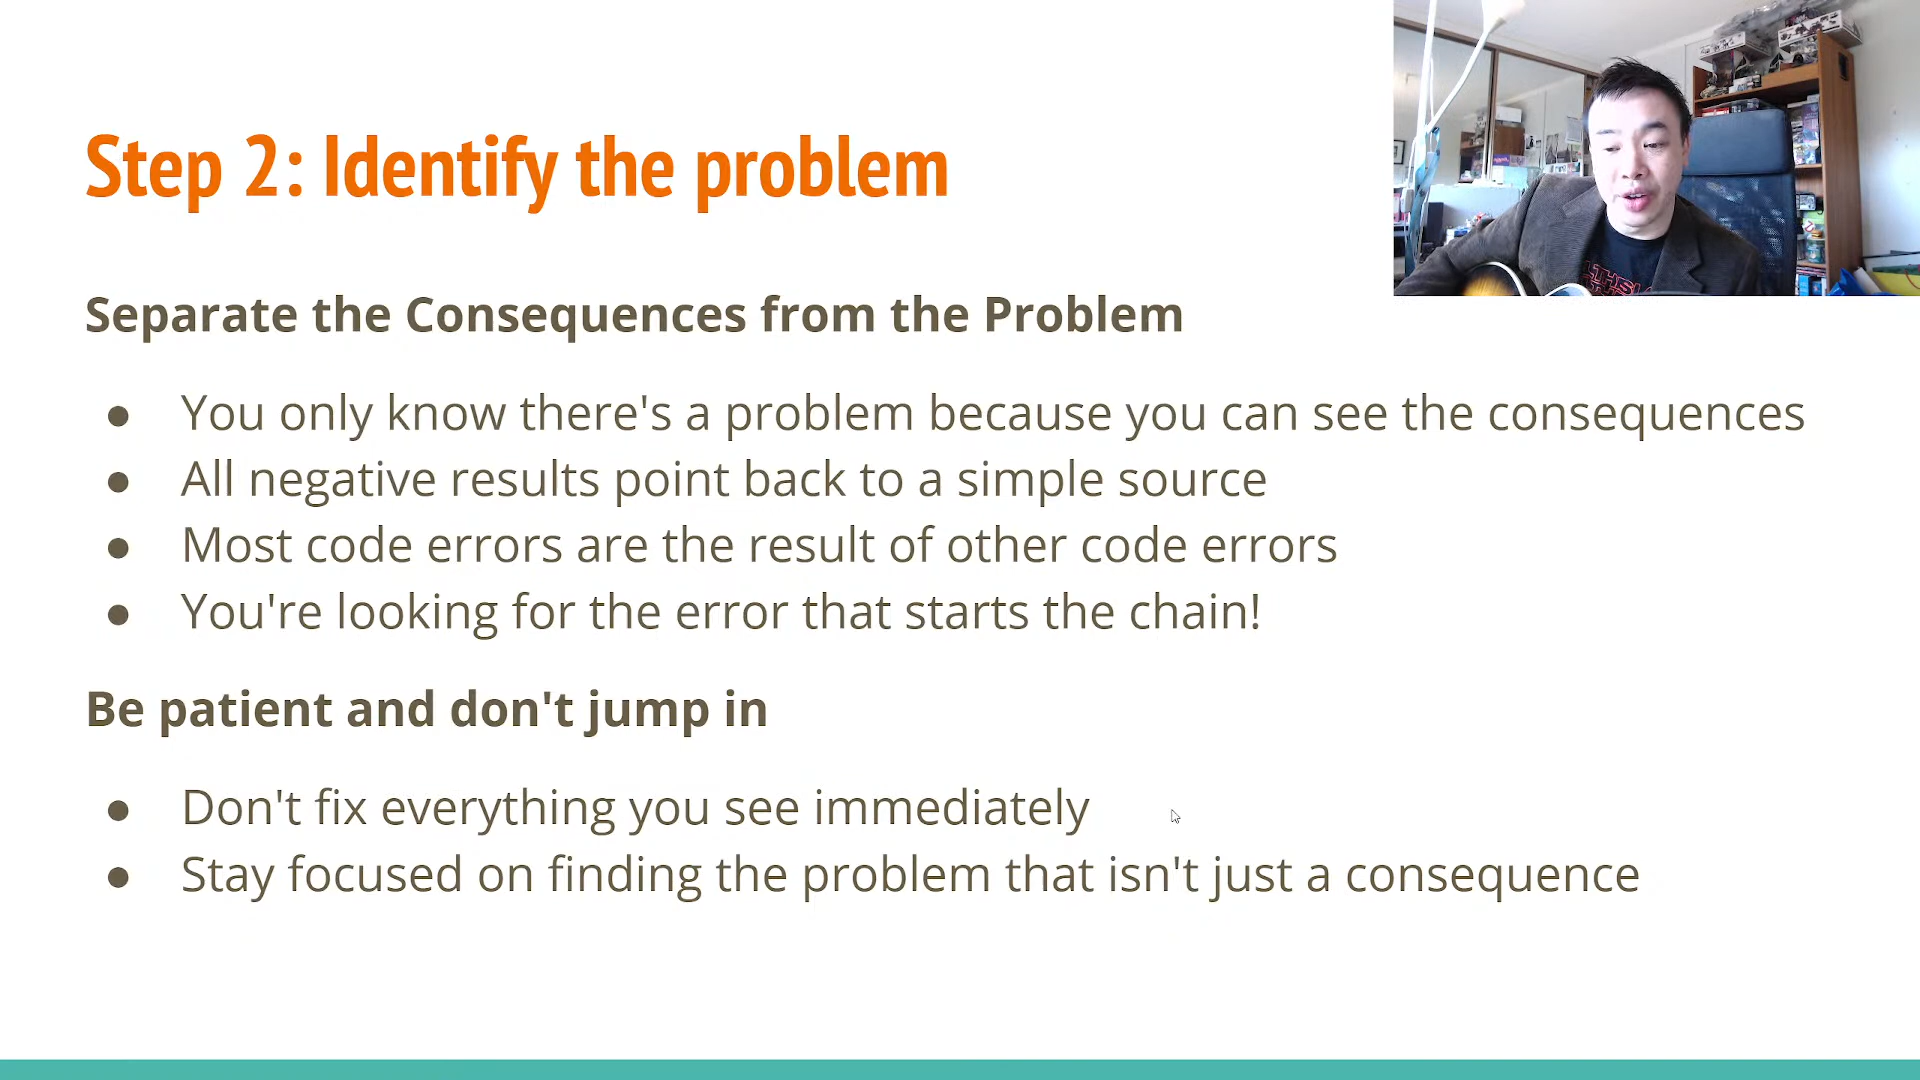 Step 2: Identify the problem
Separate the Consequences from the Problem
● You only know there's a problem because you can see the consequences
● All negative results point back to a simple source
● Most code errors are the result of other code errors
● You're looking for the error that starts the chain!
Be patient and don't jump in
● Don't fix everything you see immediately
● Stay focused on finding the problem that isn't just a consequence